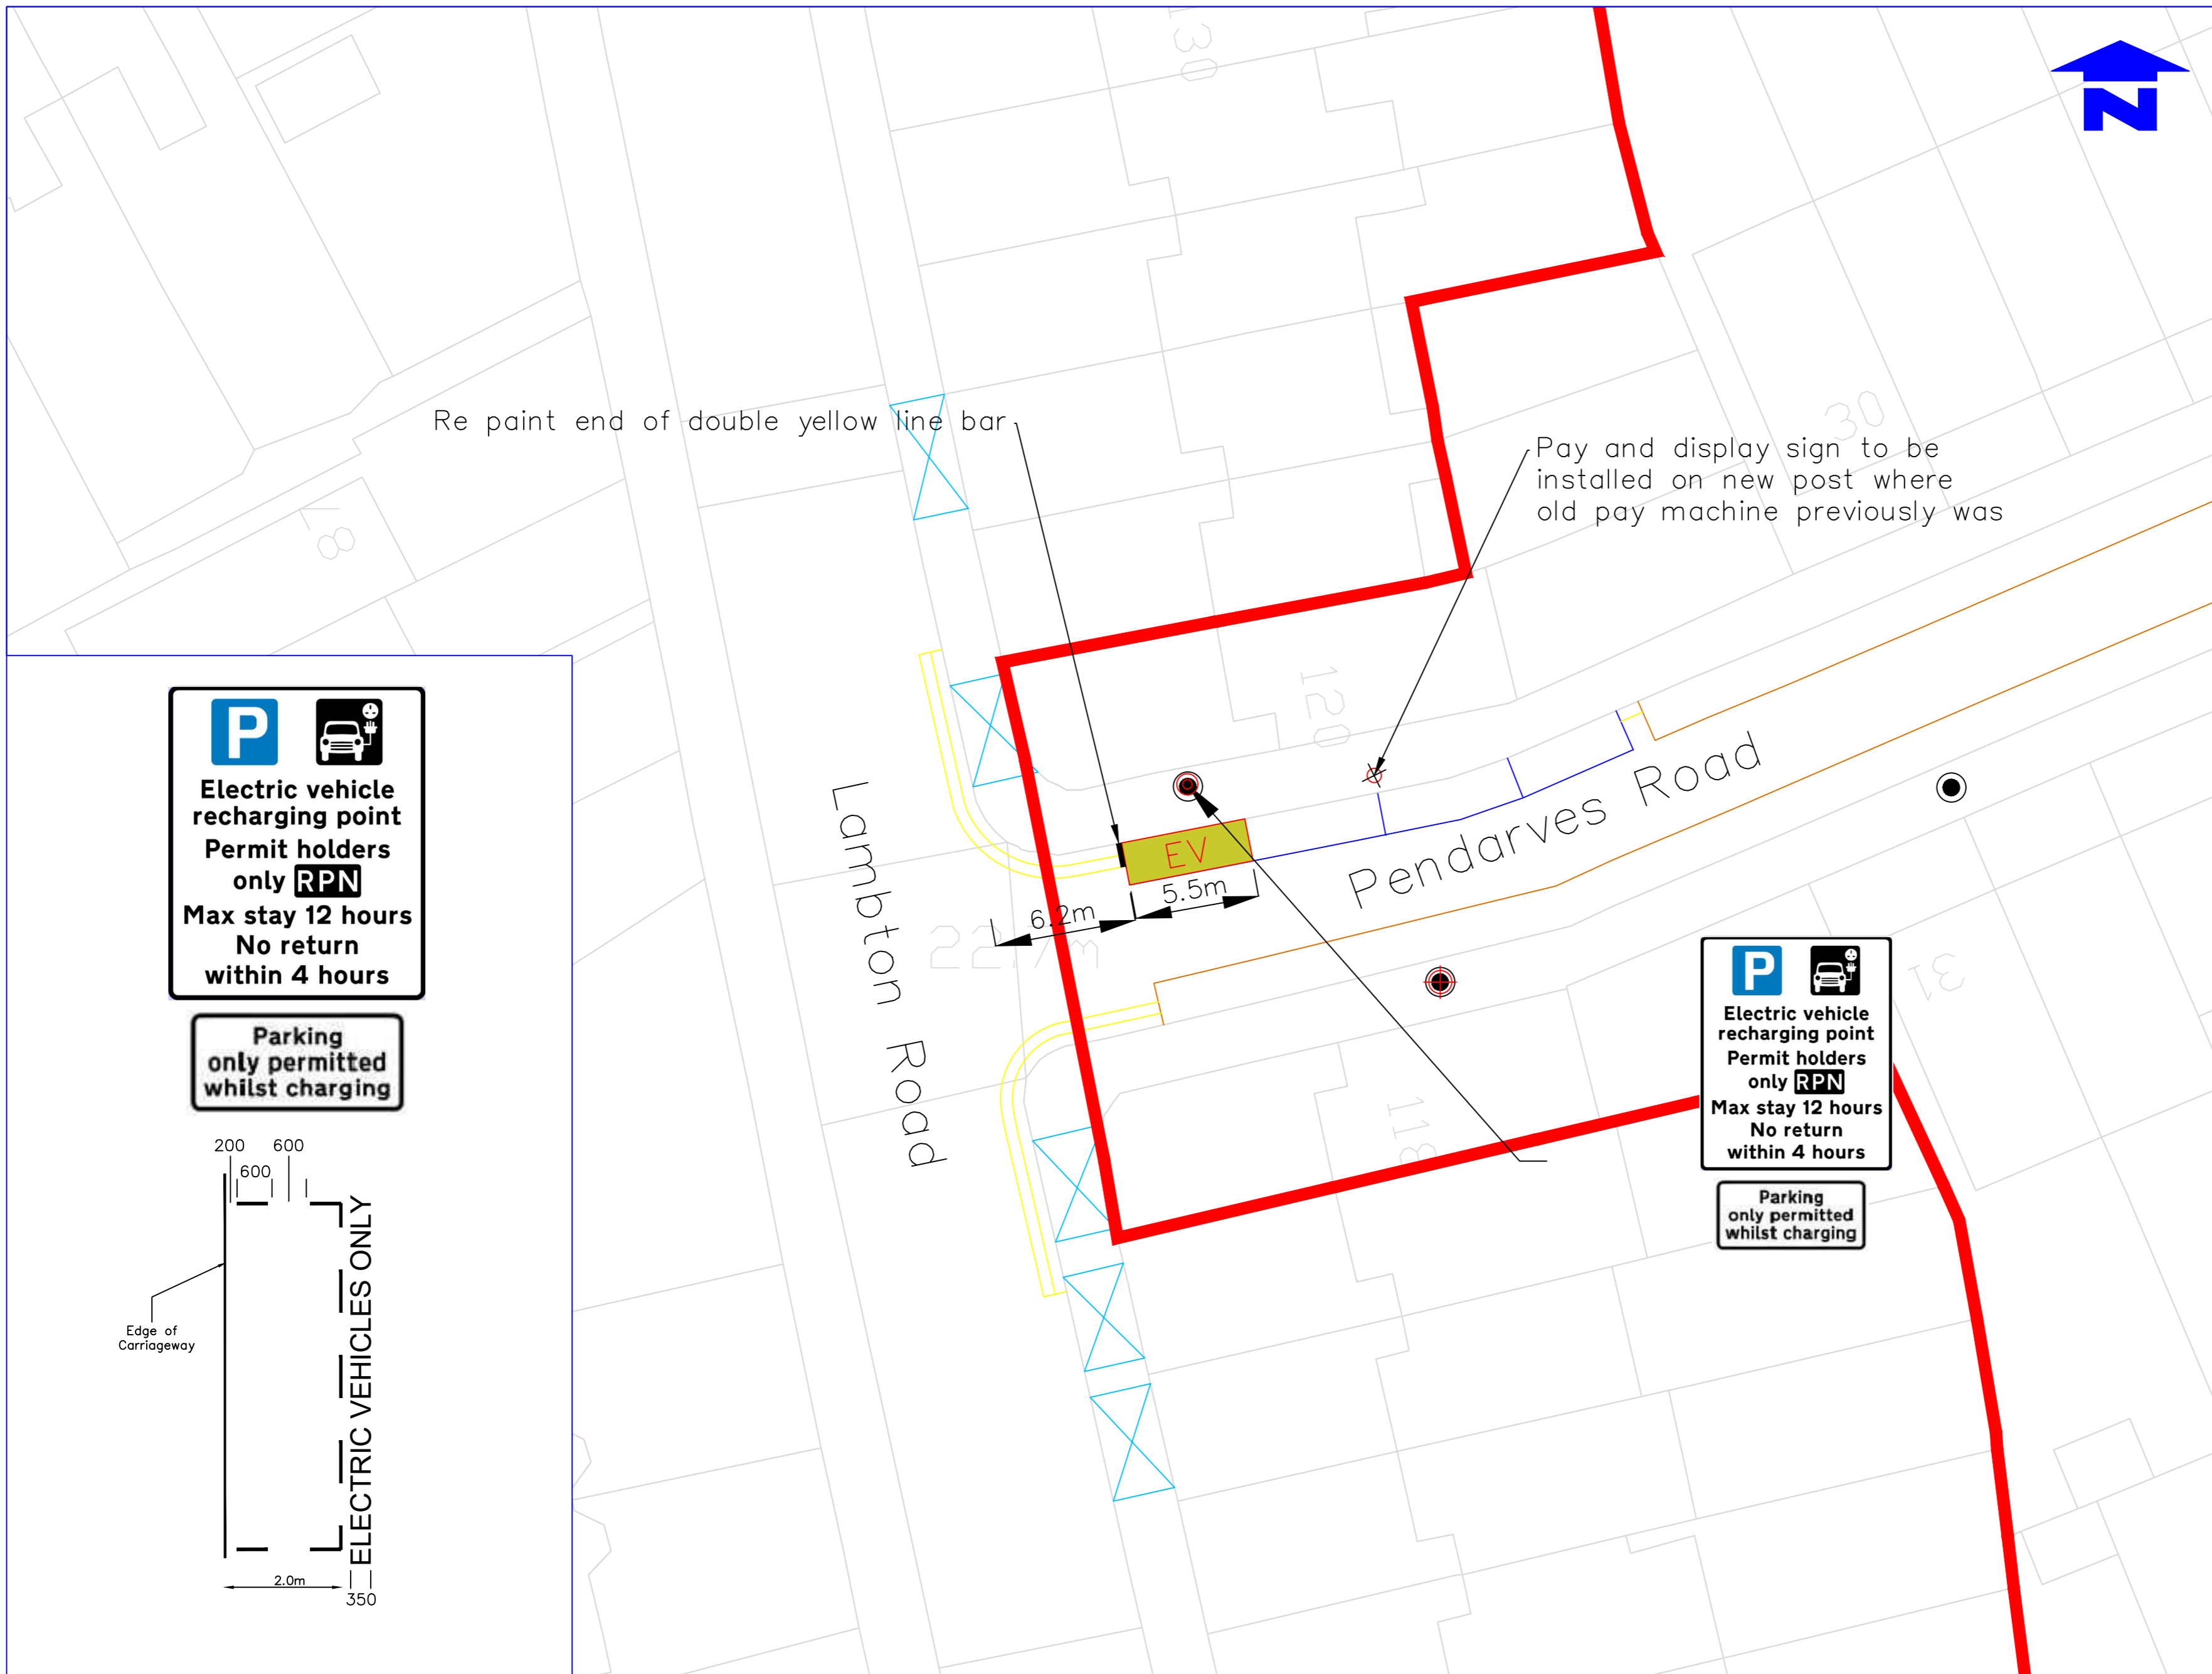 30
N
Re paint end of double yellow line bar
30
Pay and display sign to be
installed on new post where
old pay machine previously was
78
P
Electric vehicle
recharging point
Permit holders
only RPN
Max stay 12 hours
No return
within 4 hours
Parking
only permitted
whilst charging
200 600
600
ELECTRIC VEHICLES ONLY
Edge of
Carriageway
2.0m
350
120
Lambton Road
Pendarves Road
EV
5.5m
6.2m
22.7m
31
118
P
Electric vehicle
recharging point
Permit holders
only RPN
Max stay 12 hours
No return
within 4 hours
Parking
only permitted
whilst charging